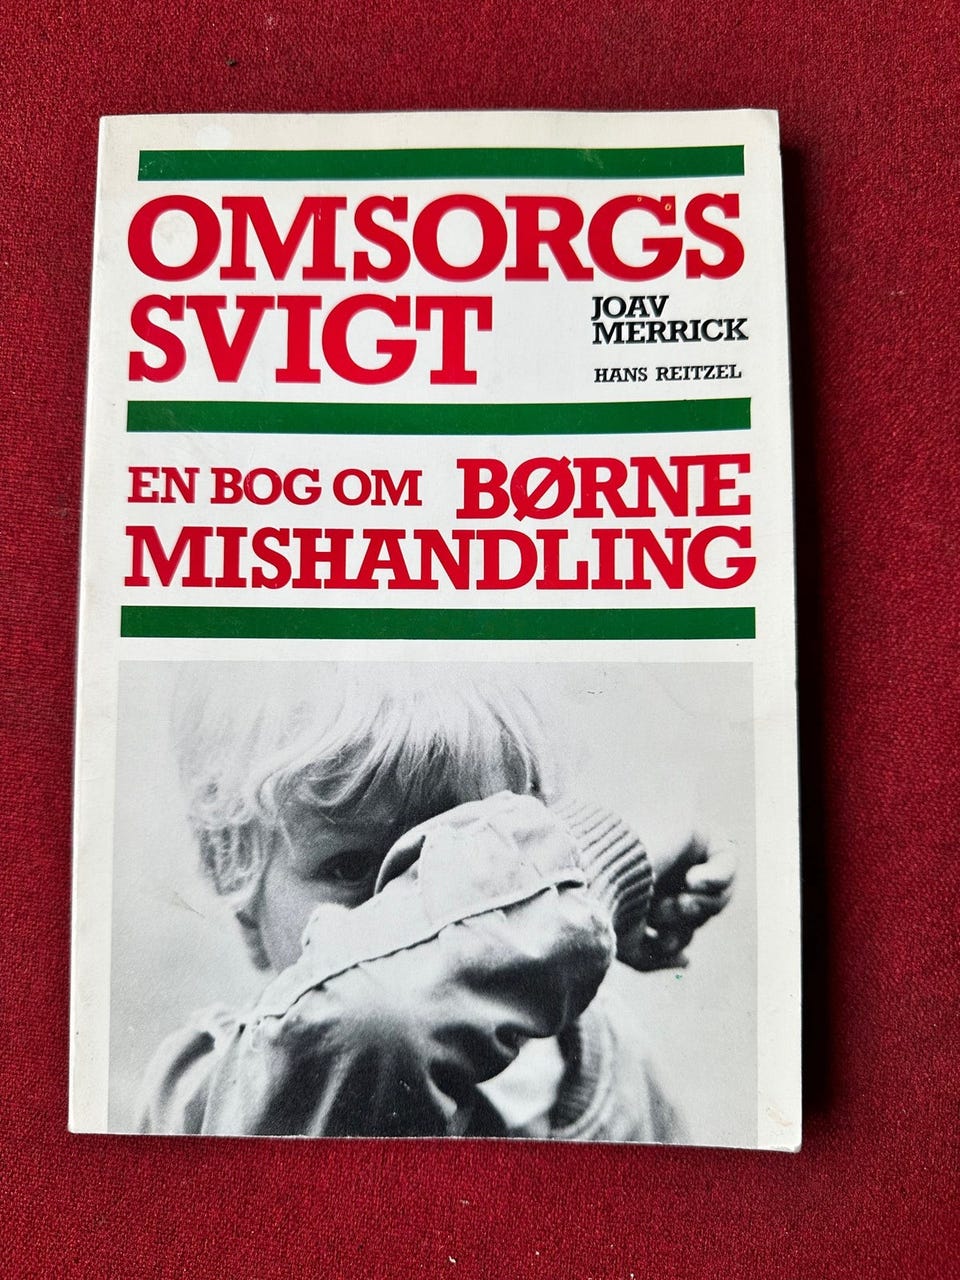 OMSORGS
SVIGT
JOAV
MERRICK
HANS REITZEL
EN BOG OM BØRNE
MISHANDLING